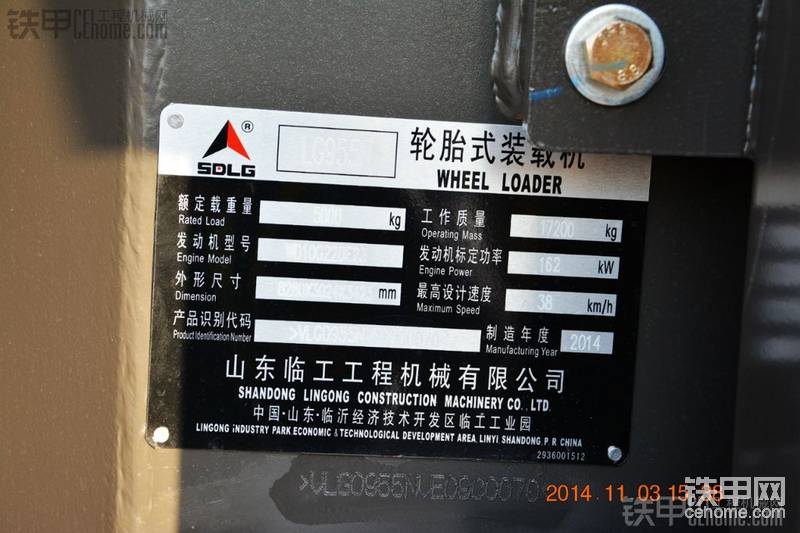 铁甲工程机械网
CEhome.com
SDLG ®
LG955
轮胎式装载机
WHEEL LOADER
额定载重量 5000 kg
Rated Load
工作质量 17200 kg
Operating Mass
发动机型号
Engine Model
发动机标定功率 162 kW
Engine Power
外形尺寸 mm
Dimension
最高设计速度 38 km/h
Maximum Speed
产品识别代码
Product Identification Number
制造年度 2014
Manufacturing Year
山东临工工程机械有限公司
SHANDONG LINGONG CONSTRUCTION MACHINERY CO., LTD.
中国·山东·临沂经济技术开发区临工工业园
LINGONG INDUSTRY PARK ECONOMIC & TECHNOLOGICAL DEVELOPMENT AREA, LINYI SHANDONG P R CHINA
2936001512
2014 11 03
铁甲网
cehome.com